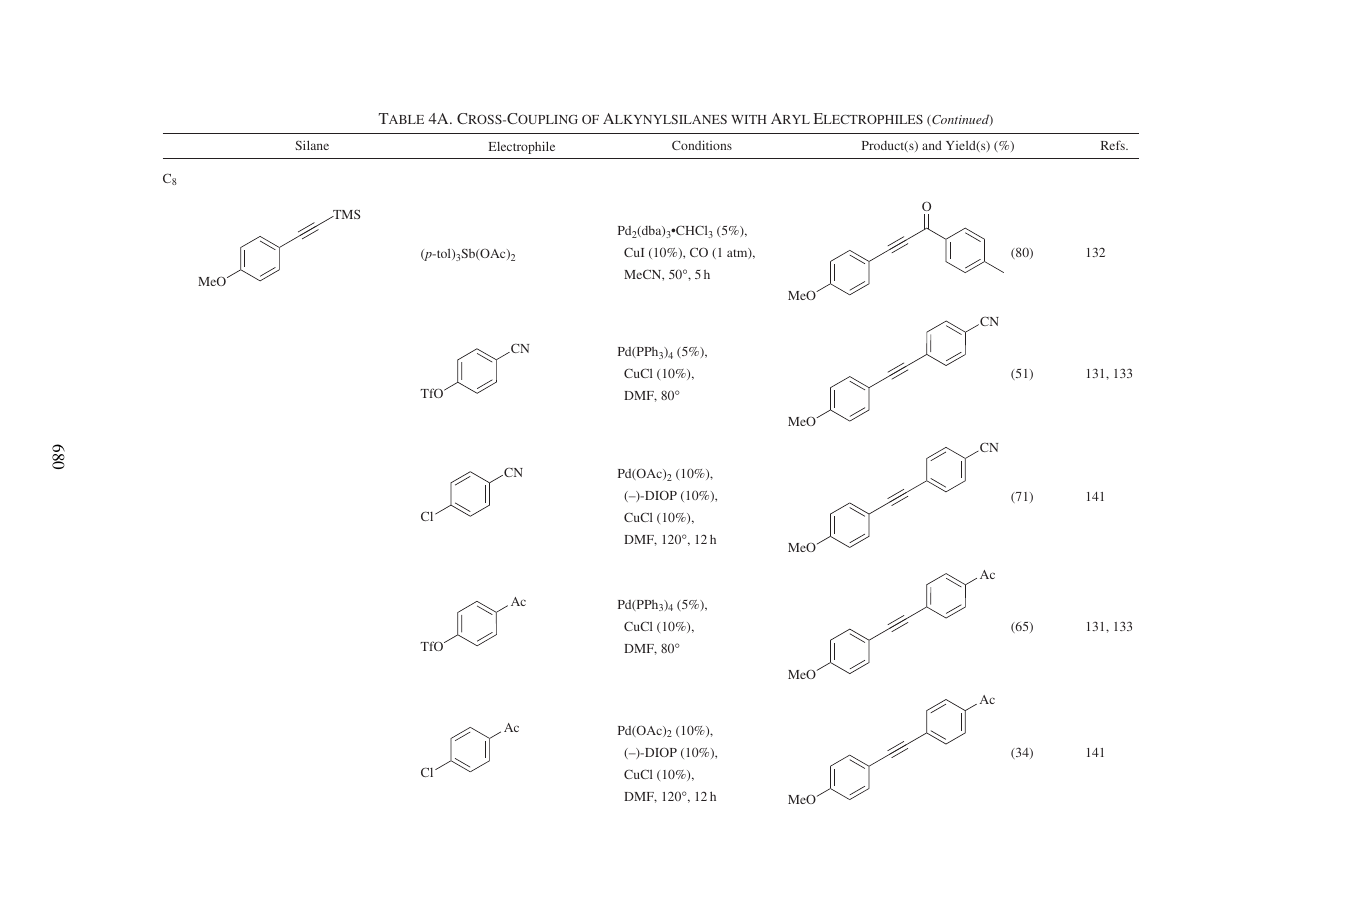 TABLE 4A. CROSS-COUPLING OF ALKYNYLSILANES WITH ARYL ELECTROPHILES (Continued)
Silane Electrophile Conditions Product(s) and Yield(s) (%) Refs.
C8
TMS
MeO
(p-tol)3Sb(OAc)2
Pd2(dba)3•CHCl3 (5%),
CuI (10%), CO (1 atm),
MeCN, 50°, 5 h
O
MeO
(80)
132
CN
TfO
Pd(PPh3)4 (5%),
CuCl (10%),
DMF, 80°
CN
MeO
(51)
131, 133
CN
Cl
Pd(OAc)2 (10%),
(–)-DIOP (10%),
CuCl (10%),
DMF, 120°, 12 h
CN
MeO
(71)
141
Ac
TfO
Pd(PPh3)4 (5%),
CuCl (10%),
DMF, 80°
Ac
MeO
(65)
131, 133
Ac
Cl
Pd(OAc)2 (10%),
(–)-DIOP (10%),
CuCl (10%),
DMF, 120°, 12 h
Ac
MeO
(34)
141
680